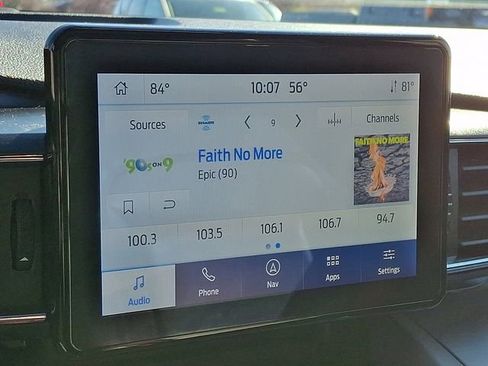 84° 10:07 56° 81°
Sources 9 Channels
'90s on 9 Faith No More
Epic (90)
FAITH NO MORE
100.3 103.5 106.1 106.7 94.7
Audio Phone Nav Apps Settings